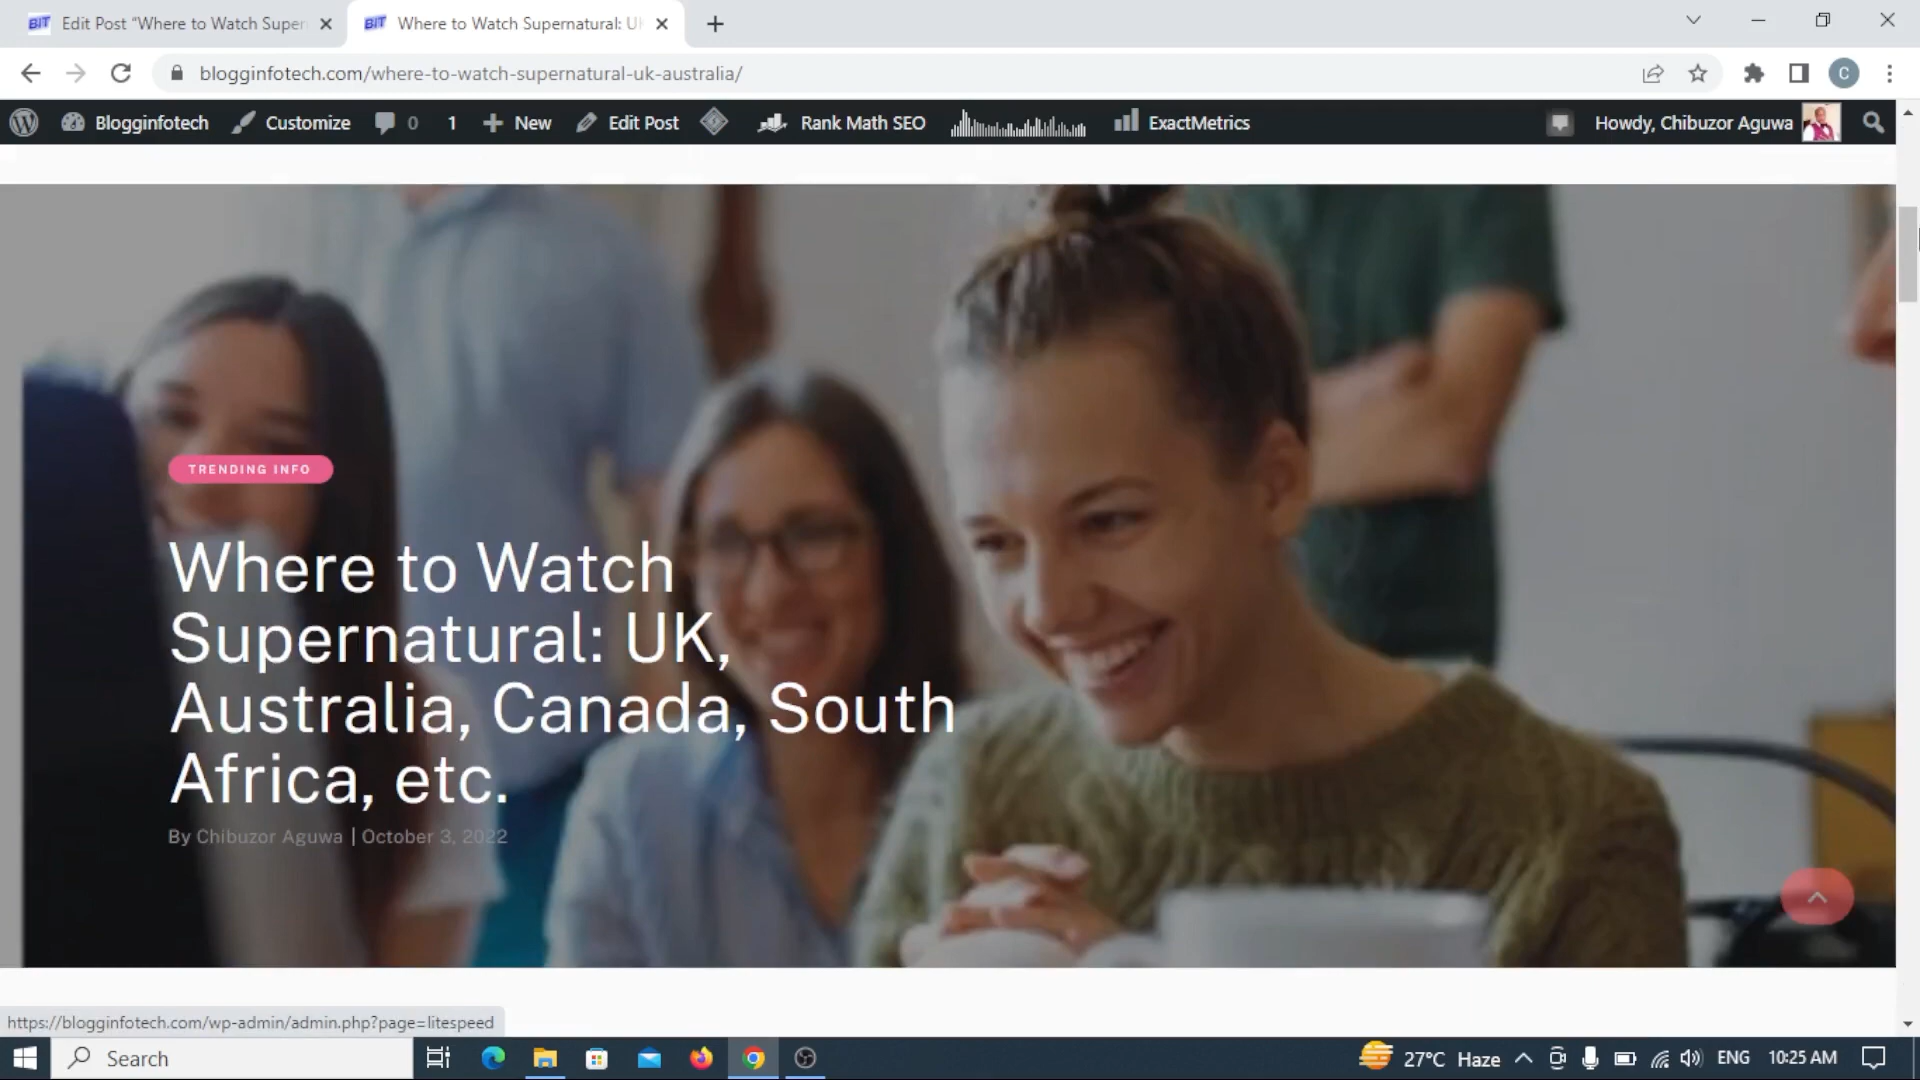 BIT Edit Post "Where to Watch Super
BIT Where to Watch Supernatural: U
blogginfotech.com/where-to-watch-supernatural-uk-australia/
C
Blogginfotech Customize 0 1 New Edit Post Rank Math SEO ExactMetrics Howdy, Chibuzor Aguwa
TRENDING INFO
Where to Watch
Supernatural: UK,
Australia, Canada, South
Africa, etc.
By Chibuzor Aguwa | October 3, 2022
https://blogginfotech.com/wp-admin/admin.php?page=litespeed
Search
27°C Haze ENG 10:25 AM